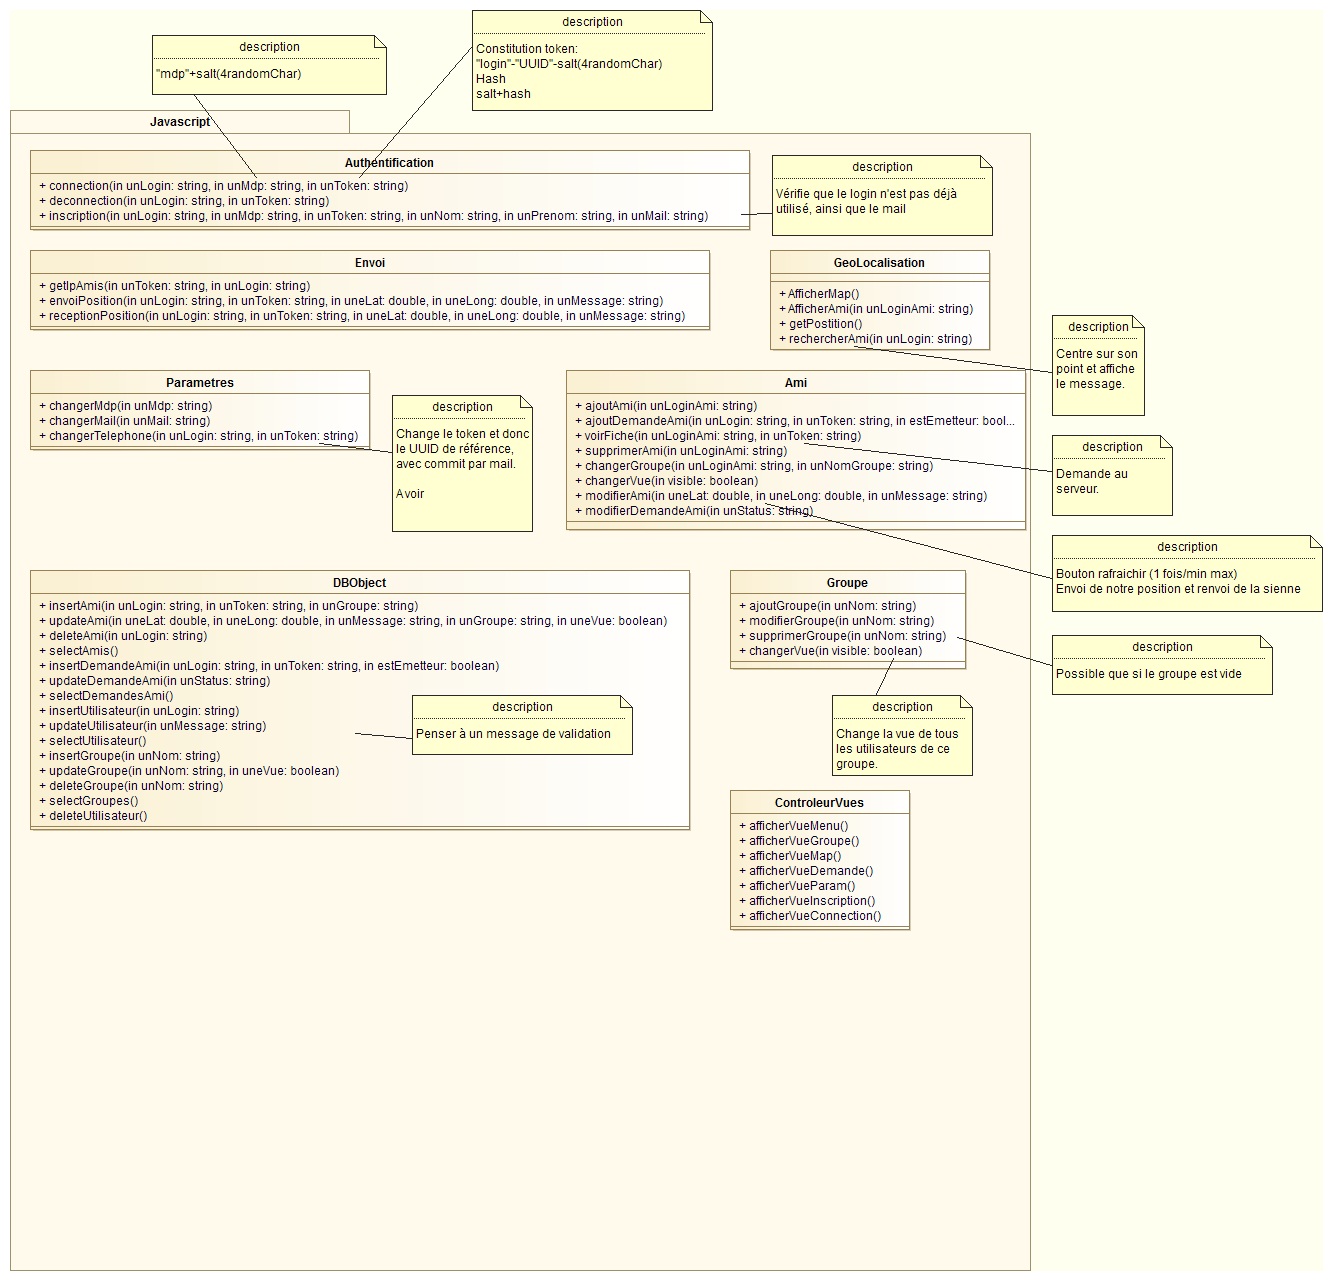 description
"mdp"+salt(4randomChar)
description
Constitution token:
"login"-"UUID"-salt(4randomChar)
Hash
salt+hash
Javascript
Authentification
+ connection(in unLogin: string, in unMdp: string, in unToken: string)
+ deconnection(in unLogin: string, in unToken: string)
+ inscription(in unLogin: string, in unMdp: string, in unToken: string, in unNom: string, in unPrenom: string, in unMail: string)
description
Vérifie que le login n'est pas déjà
utilisé, ainsi que le mail
Envoi
+ getIpAmis(in unToken: string, in unLogin: string)
+ envoiPosition(in unLogin: string, in unToken: string, in uneLat: double, in uneLong: double, in unMessage: string)
+ receptionPosition(in unLogin: string, in unToken: string, in uneLat: double, in uneLong: double, in unMessage: string)
GeoLocalisation
+ AfficherMap()
+ AfficherAmi(in unLoginAmi: string)
+ getPostition()
+ rechercherAmi(in unLogin: string)
description
Centre sur son
point et affiche
le message.
Parametres
+ changerMdp(in unMdp: string)
+ changerMail(in unMail: string)
+ changerTelephone(in unLogin: string, in unToken: string)
description
Change le token et donc
le UUID de référence,
avec commit par mail.
Avoir
Ami
+ ajoutAmi(in unLoginAmi: string)
+ ajoutDemandeAmi(in unLogin: string, in unToken: string, in estEmetteur: bool...
+ voirFiche(in unLoginAmi: string, in unToken: string)
+ supprimerAmi(in unLoginAmi: string)
+ changerGroupe(in unLoginAmi: string, in unNomGroupe: string)
+ changerVue(in visible: boolean)
+ modifierAmi(in uneLat: double, in uneLong: double, in unMessage: string)
+ modifierDemandeAmi(in unStatus: string)
description
Demande au
serveur.
description
Bouton rafraichir (1 fois/min max)
Envoi de notre position et renvoi de la sienne
DBObject
+ insertAmi(in unLogin: string, in unToken: string, in unGroupe: string)
+ updateAmi(in uneLat: double, in uneLong: double, in unMessage: string, in unGroupe: string, in uneVue: boolean)
+ deleteAmi(in unLogin: string)
+ selectAmis()
+ insertDemandeAmi(in unLogin: string, in unToken: string, in estEmetteur: boolean)
+ updateDemandeAmi(in unStatus: string)
+ selectDemandesAmi()
+ insertUtilisateur(in unLogin: string)
+ updateUtilisateur(in unMessage: string)
+ selectUtilisateur()
+ insertGroupe(in unNom: string)
+ updateGroupe(in unNom: string, in uneVue: boolean)
+ deleteGroupe(in unNom: string)
+ selectGroupes()
+ deleteUtilisateur()
description
Penser à un message de validation
Groupe
+ ajoutGroupe(in unNom: string)
+ modifierGroupe(in unNom: string)
+ supprimerGroupe(in unNom: string)
+ changerVue(in visible: boolean)
description
Possible que si le groupe est vide
description
Change la vue de tous
les utilisateurs de ce
groupe.
ControleurVues
+ afficherVueMenu()
+ afficherVueGroupe()
+ afficherVueMap()
+ afficherVueDemande()
+ afficherVueParam()
+ afficherVueInscription()
+ afficherVueConnection()